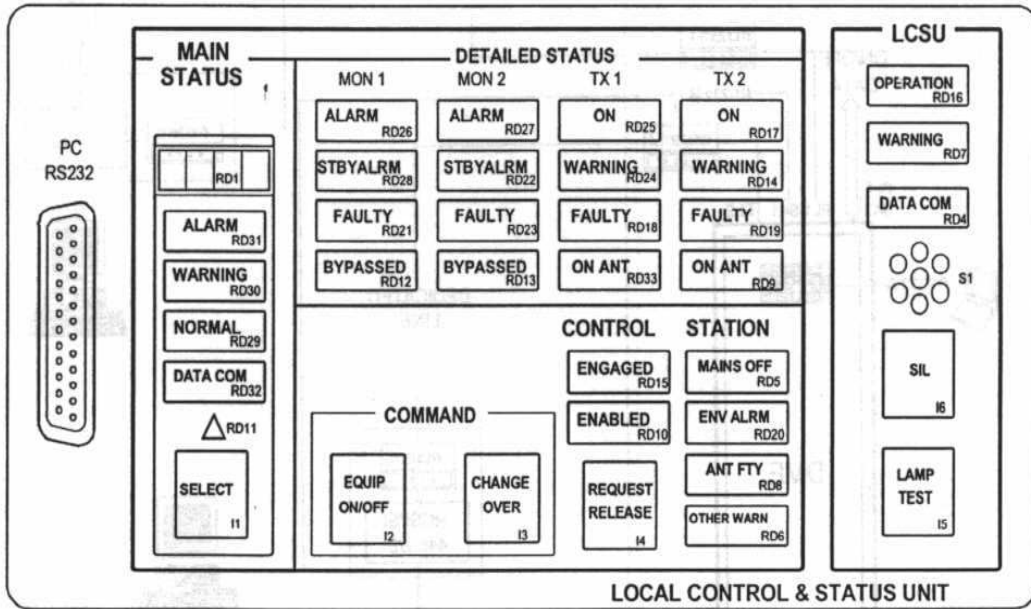 LCSU
MAIN
STATUS
DETAILED STATUS
MON 1
MON 2
TX 1
TX 2
PC
RS232
RD1
ALARM
RD31
WARNING
RD30
NORMAL
RD29
DATA COM
RD32
RD11
SELECT
I1
ALARM
RD26
ALARM
RD27
ON
RD25
ON
RD17
STBYALRM
RD28
STBYALRM
RD22
WARNING
RD24
WARNING
RD14
FAULTY
RD21
FAULTY
RD23
FAULTY
RD18
FAULTY
RD19
BYPASSED
RD12
BYPASSED
RD13
ON ANT
RD33
ON ANT
RD9
COMMAND
EQUIP
ON/OFF
I2
CHANGE
OVER
I3
CONTROL
ENGAGED
RD15
ENABLED
RD10
REQUEST
RELEASE
I4
STATION
MAINS OFF
RD5
ENV ALRM
RD20
ANT FTY
RD8
OTHER WARN
RD6
OPERATION
RD16
WARNING
RD7
DATA COM
RD4
S1
SIL
I6
LAMP
TEST
I5
LOCAL CONTROL & STATUS UNIT